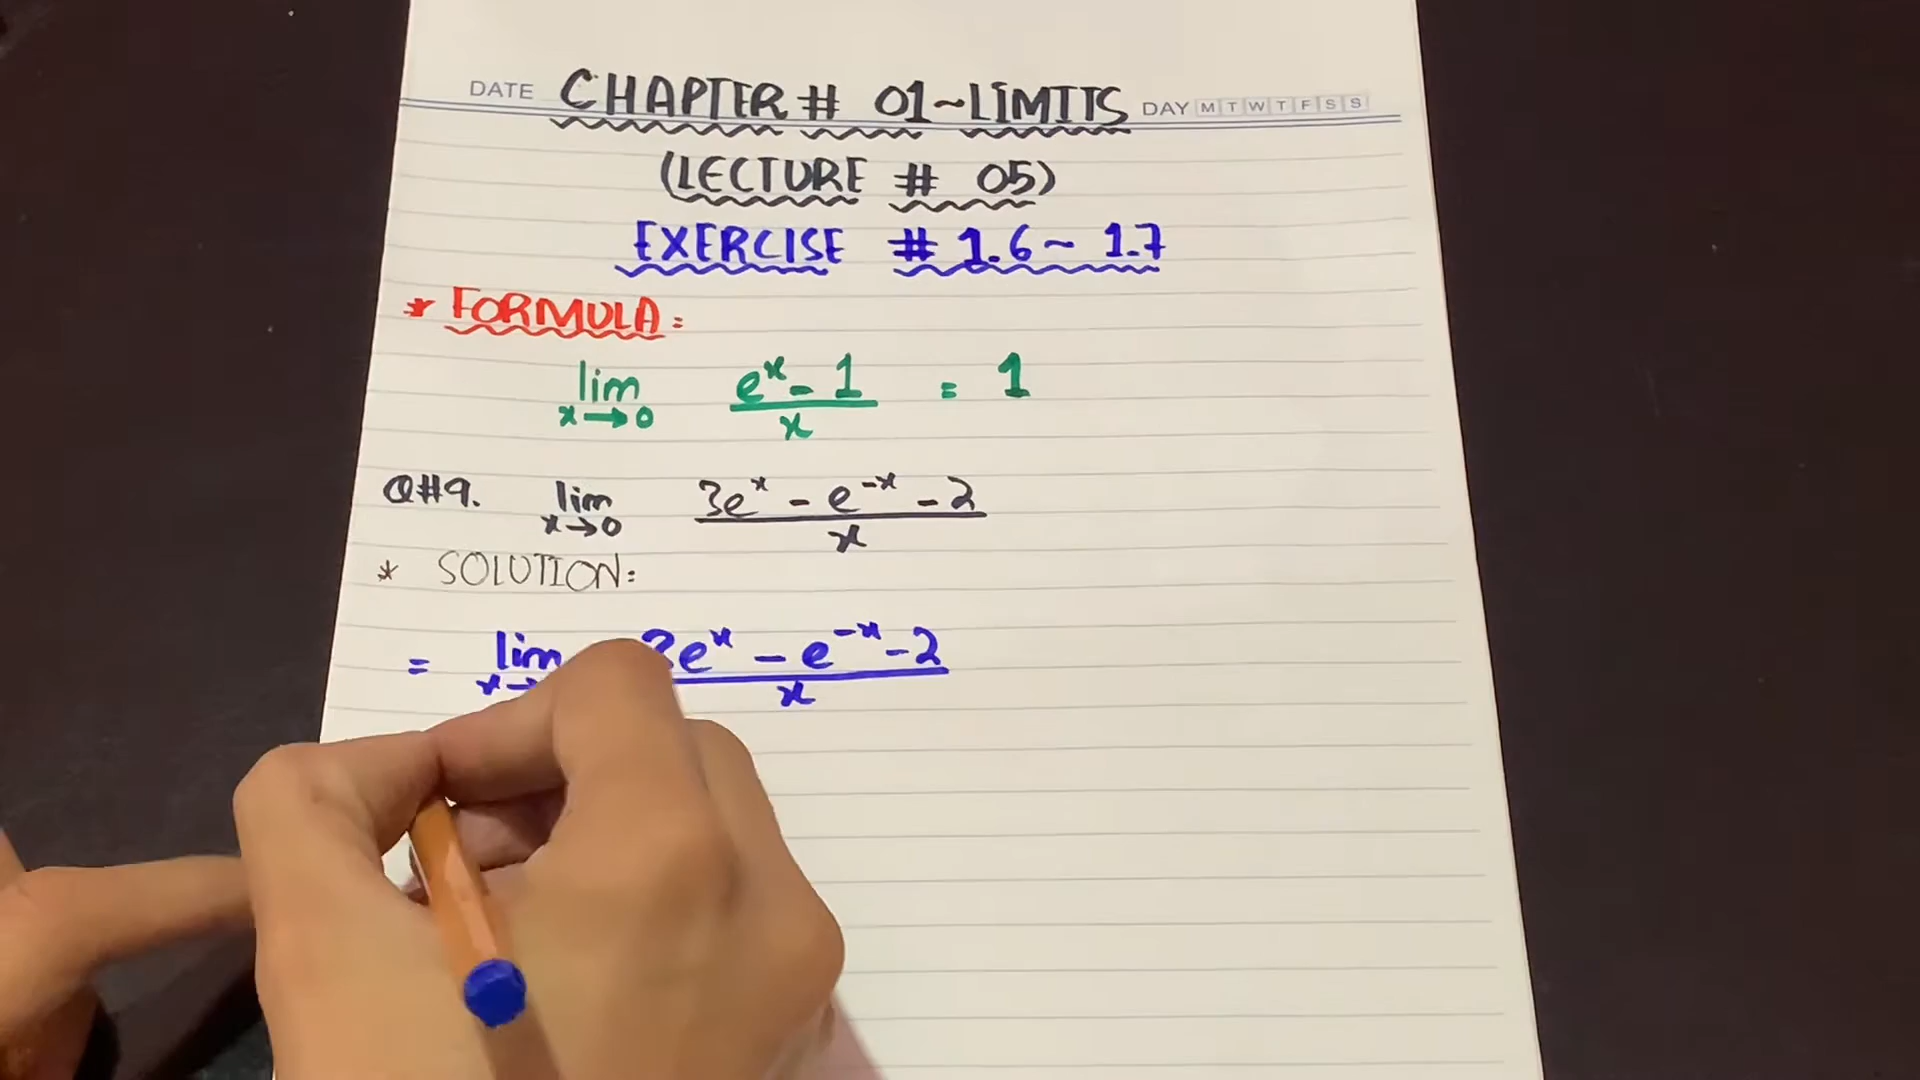 DATE CHAPTER # 01~LIMITS DAY M T W T F S S
(LECTURE # 05)
EXERCISE # 1.6 ~ 1.7
* FORMULA:
lim x→0 (e^x - 1)/x = 1
Q#9. lim x→0 (3e^x - e^-x - 2)/x
* SOLUTION:
= lim x→ (3e^x - e^-x - 2)/x